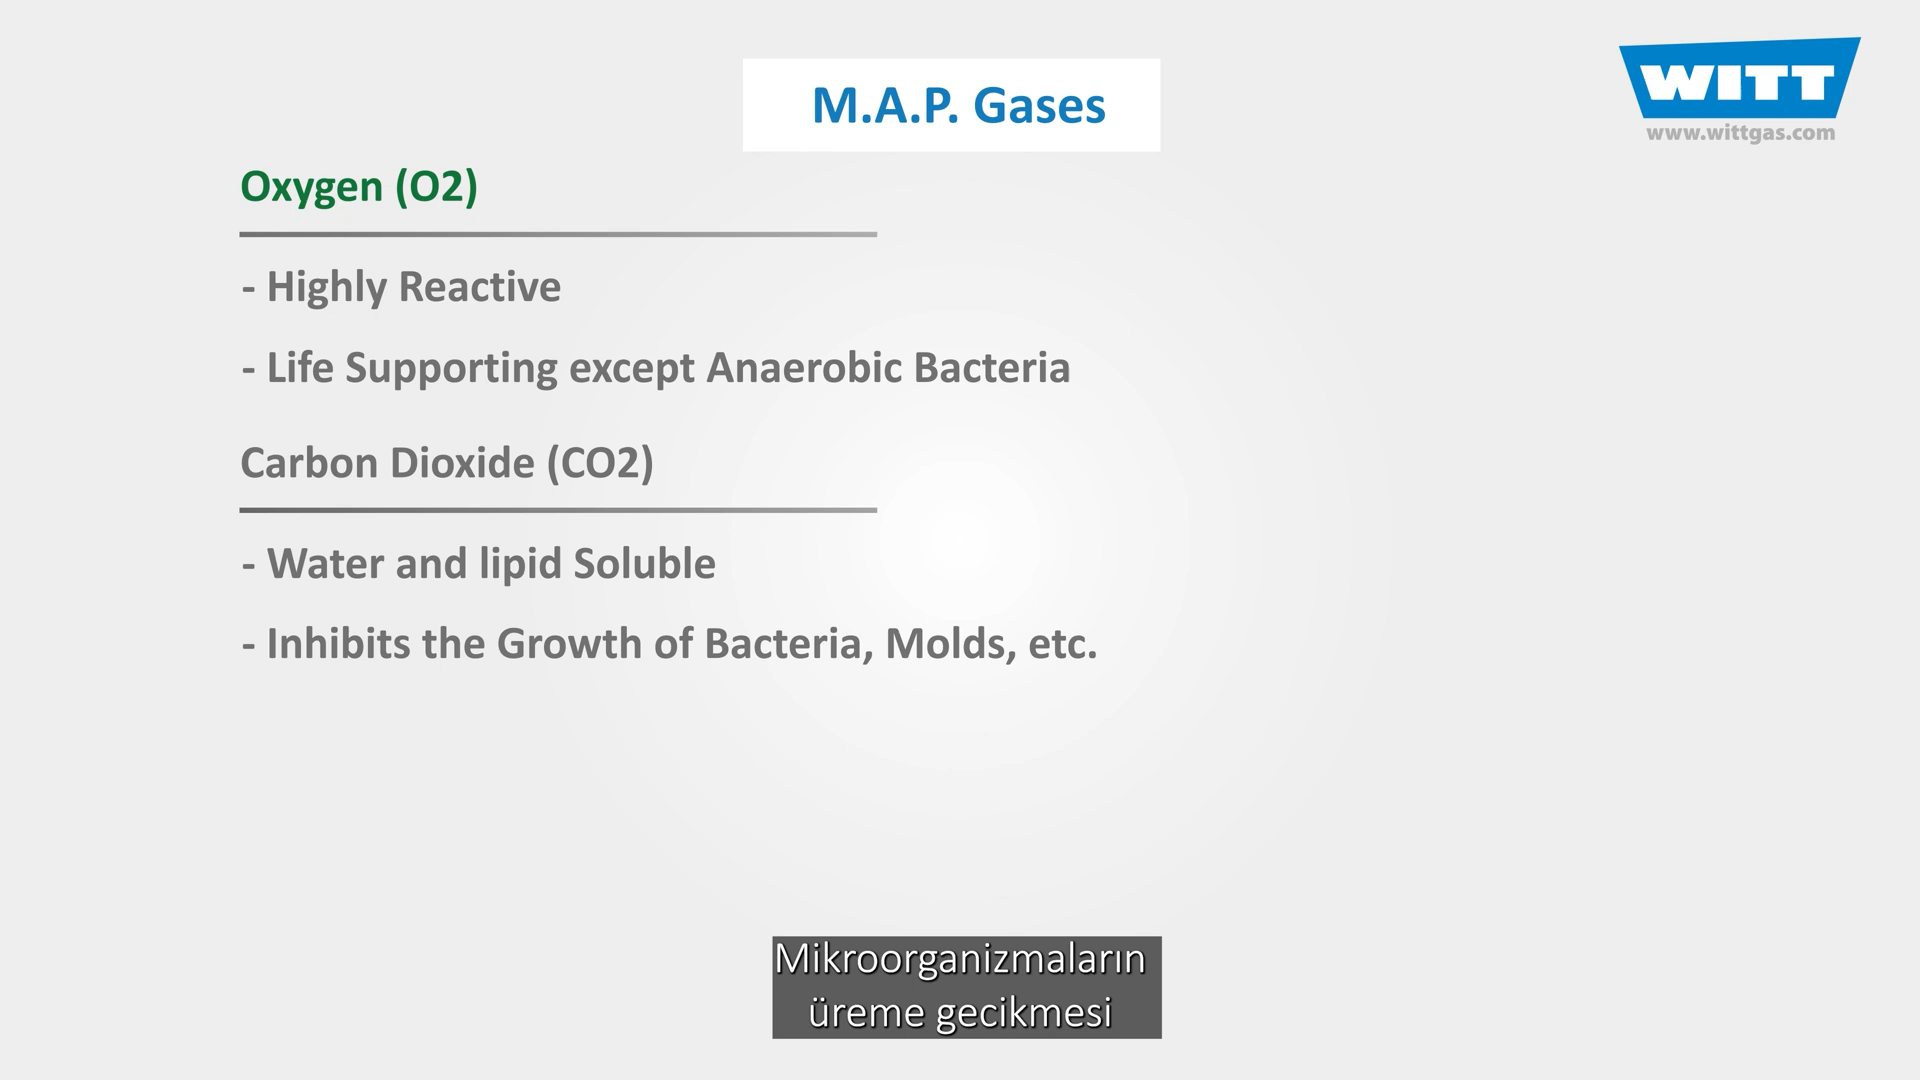 M.A.P. Gases
WITT
www.wittgas.com
Oxygen (O2)
- Highly Reactive
- Life Supporting except Anaerobic Bacteria
Carbon Dioxide (CO2)
- Water and lipid Soluble
- Inhibits the Growth of Bacteria, Molds, etc.
Mikroorganizmaların
üreme gecikmesi